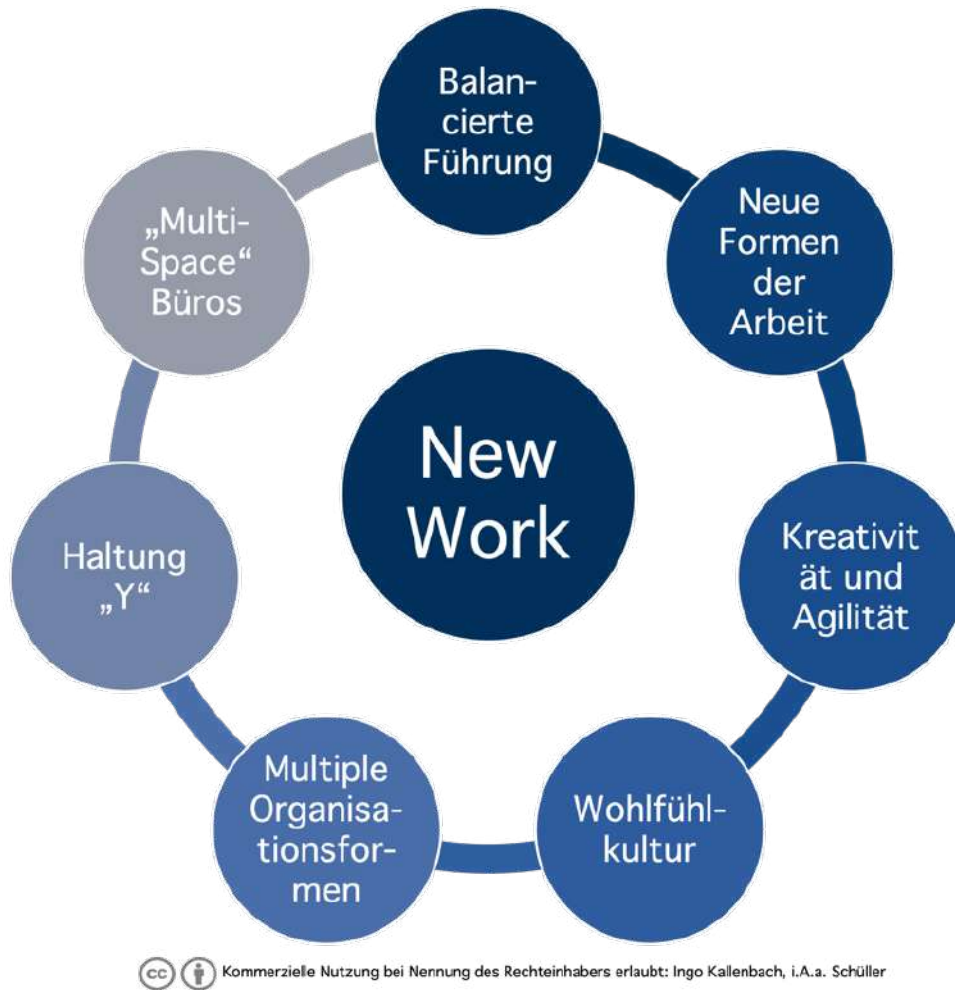 Balan-
cierte
Führung
Neue
Formen
der
Arbeit
Kreativit
ät und
Agilität
Wohlfühl-
kultur
Multiple
Organisa-
tionsfor-
men
Haltung
„Y“
„Multi-
Space“
Büros
New
Work
cc Kommerzielle Nutzung bei Nennung des Rechteinhabers erlaubt: Ingo Kallenbach, i.A.a. Schüller